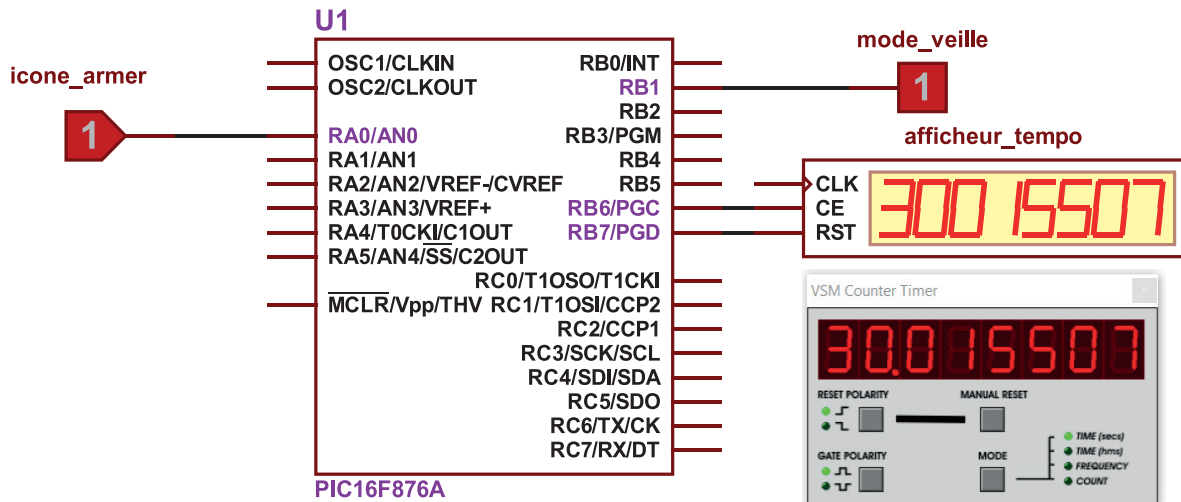 U1
icone_armer
1
OSC1/CLKIN
OSC2/CLKOUT
RA0/AN0
RA1/AN1
RA2/AN2/VREF-/CVREF
RA3/AN3/VREF+
RA4/T0CKI/C1OUT
RA5/AN4/SS/C2OUT
MCLR/Vpp/THV
RB0/INT
RB1
RB2
RB3/PGM
RB4
RB5
RB6/PGC
RB7/PGD
RC0/T1OSO/T1CKI
RC1/T1OSI/CCP2
RC2/CCP1
RC3/SCK/SCL
RC4/SDI/SDA
RC5/SDO
RC6/TX/CK
RC7/RX/DT
PIC16F876A
mode_veille
1
afficheur_tempo
CLK
CE
RST
30015507
VSM Counter Timer
30.015507
RESET POLARITY
MANUAL RESET
GATE POLARITY
MODE
TIME (secs)
TIME (hms)
FREQUENCY
COUNT